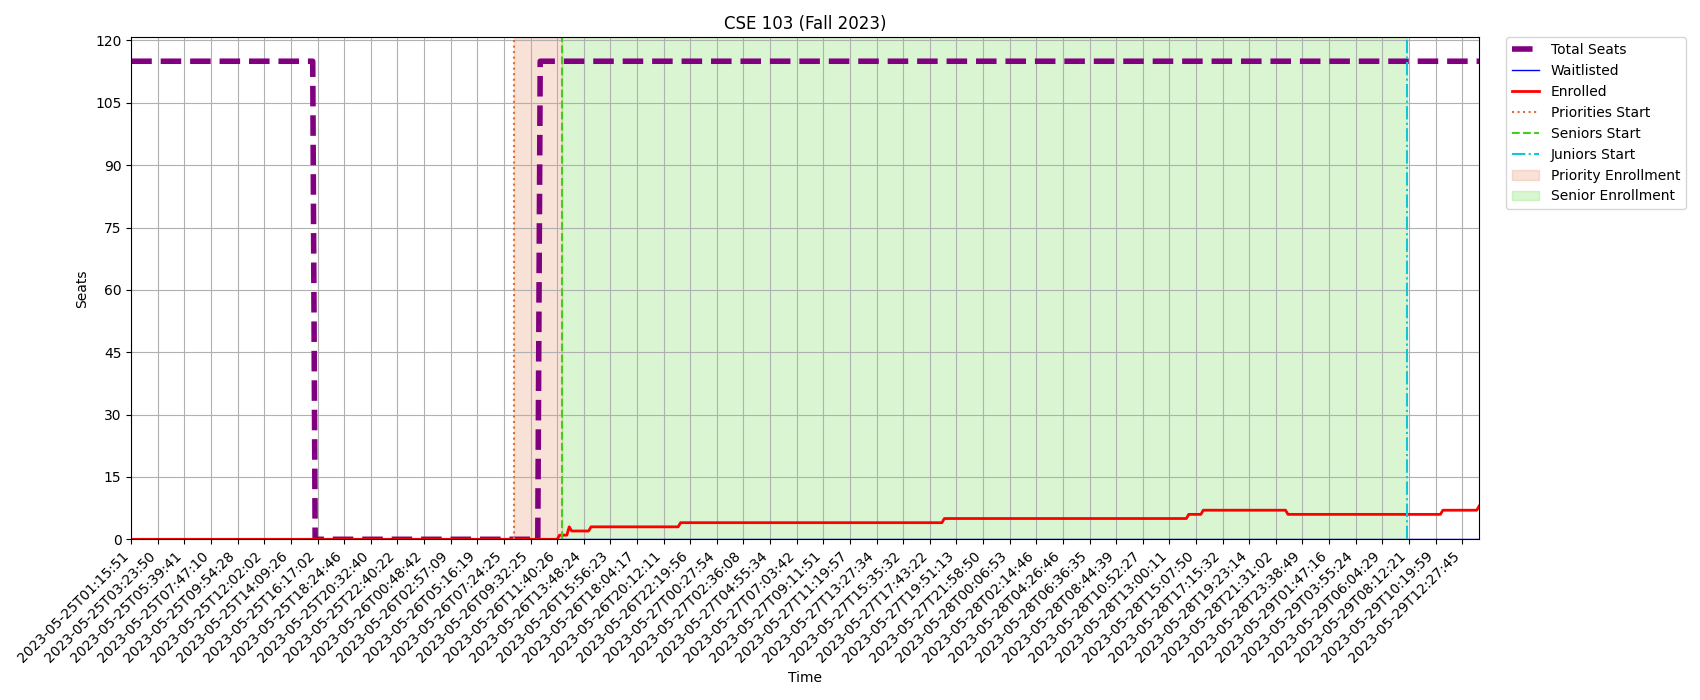 CSE 103 (Fall 2023)
120
105
90
75
60
45
30
15
0
Seats
2023-05-25T01:15:51
2023-05-25T03:23:50
2023-05-25T05:39:41
2023-05-25T07:47:10
2023-05-25T09:54:28
2023-05-25T12:02:02
2023-05-25T14:09:26
2023-05-25T16:17:02
2023-05-25T18:24:46
2023-05-25T20:32:40
2023-05-25T22:40:22
2023-05-26T00:48:42
2023-05-26T02:57:09
2023-05-26T05:16:19
2023-05-26T07:24:25
2023-05-26T09:32:25
2023-05-26T11:40:26
2023-05-26T13:48:24
2023-05-26T15:56:23
2023-05-26T18:04:17
2023-05-26T20:12:11
2023-05-26T22:19:56
2023-05-27T00:27:54
2023-05-27T02:36:08
2023-05-27T04:55:34
2023-05-27T07:03:42
2023-05-27T09:11:51
2023-05-27T11:19:57
2023-05-27T13:27:34
2023-05-27T15:35:32
2023-05-27T17:43:22
2023-05-27T19:51:13
2023-05-27T21:58:50
2023-05-28T00:06:53
2023-05-28T02:14:46
2023-05-28T04:26:46
2023-05-28T06:36:35
2023-05-28T08:44:39
2023-05-28T10:52:27
2023-05-28T13:00:11
2023-05-28T15:07:50
2023-05-28T17:15:32
2023-05-28T19:23:14
2023-05-28T21:31:02
2023-05-28T23:38:49
2023-05-29T01:47:16
2023-05-29T03:55:24
2023-05-29T06:04:29
2023-05-29T08:12:21
2023-05-29T10:19:59
2023-05-29T12:27:45
Time
Total Seats
Waitlisted
Enrolled
Priorities Start
Seniors Start
Juniors Start
Priority Enrollment
Senior Enrollment